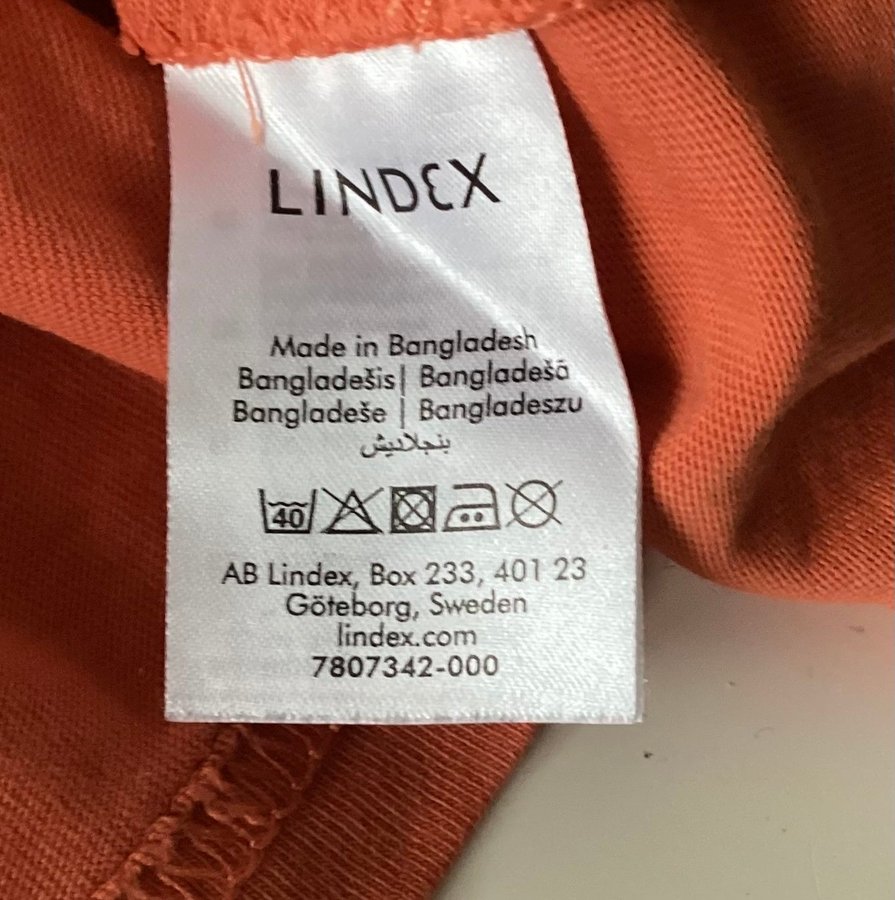 LINDEX
Made in Bangladesh
Bangladešis| Bangladešā
Bangladeše | Bangladeszu
بنجلاديش
40
AB Lindex, Box 233, 401 23
Göteborg, Sweden
lindex.com
7807342-000